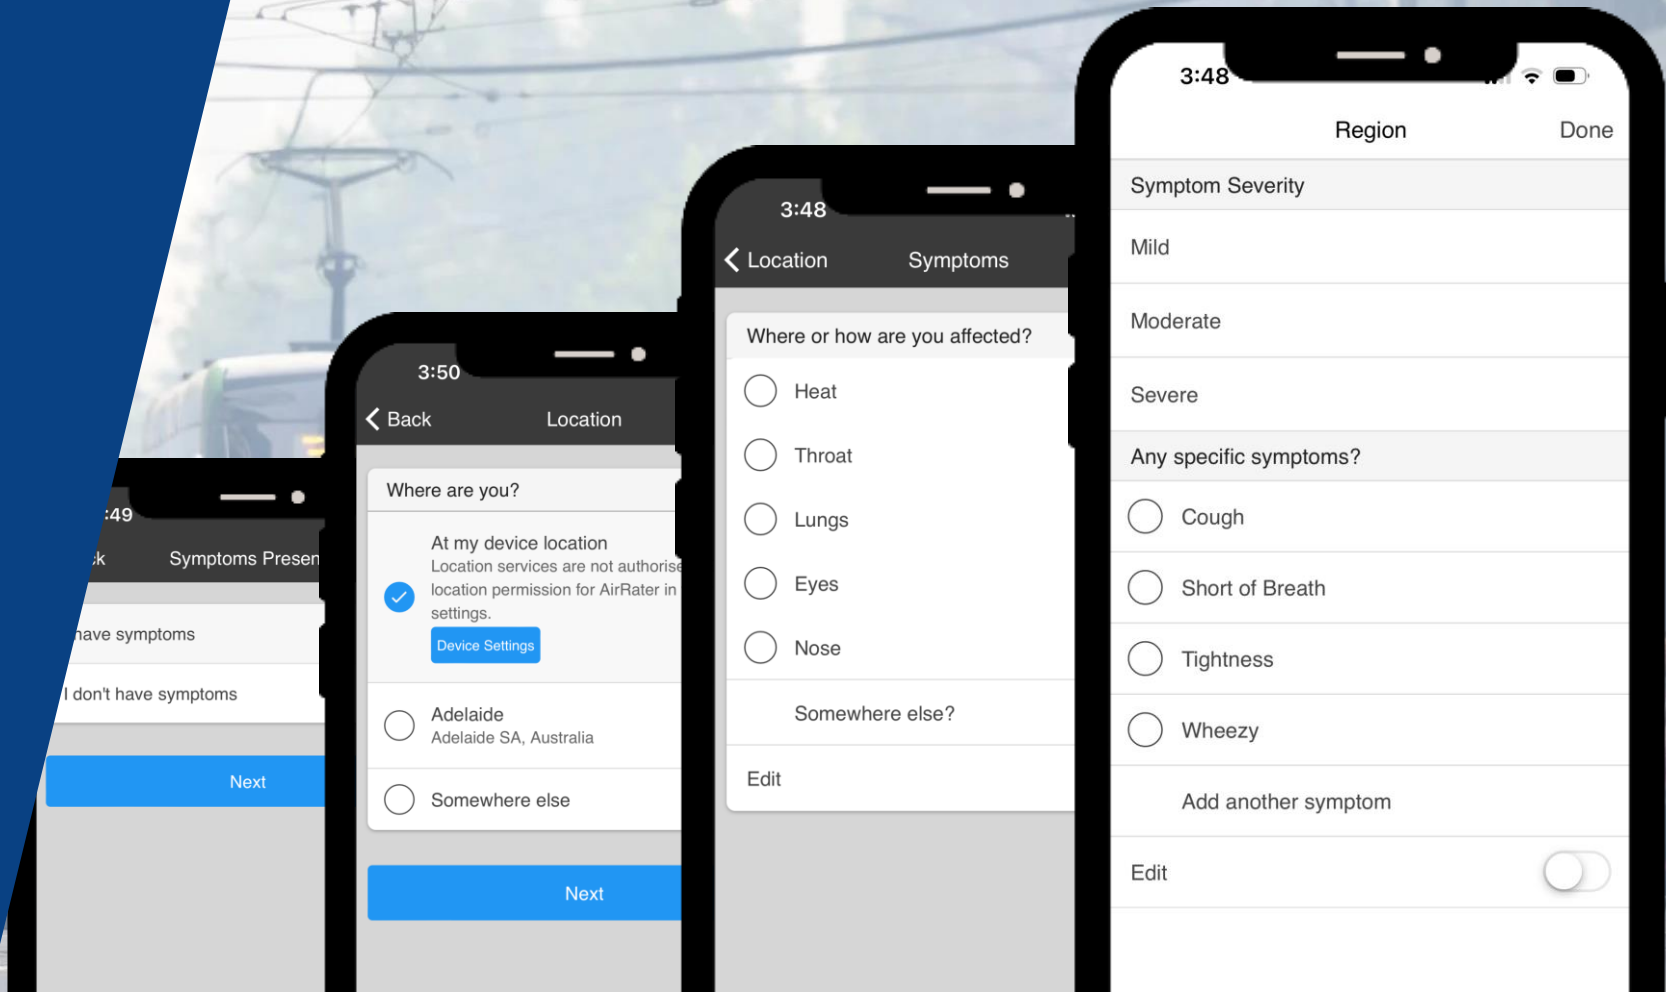 :49
Symptoms Presen
have symptoms
I don't have symptoms
Next
3:50
Back
Location
Where are you?
At my device location
Location services are not authorise
location permission for AirRater in
settings.
Device Settings
Adelaide
Adelaide SA, Australia
Somewhere else
Next
3:48
Location
Symptoms
Where or how are you affected?
Heat
Throat
Lungs
Eyes
Nose
Somewhere else?
Edit
3:48
Region
Done
Symptom Severity
Mild
Moderate
Severe
Any specific symptoms?
Cough
Short of Breath
Tightness
Wheezy
Add another symptom
Edit